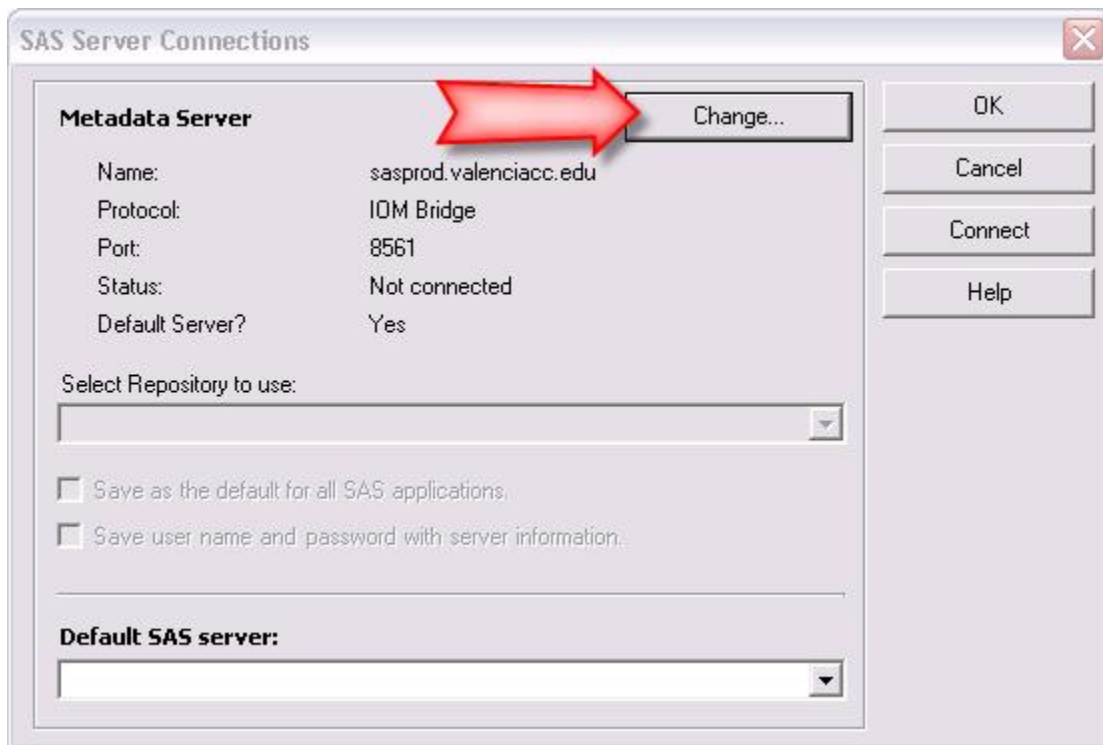 SAS Server Connections
Metadata Server
Change...
Name: sasprod.valenciacc.edu
Protocol: IOM Bridge
Port: 8561
Status: Not connected
Default Server? Yes
Select Repository to use:
Save as the default for all SAS applications.
Save user name and password with server information.
Default SAS server:
OK
Cancel
Connect
Help